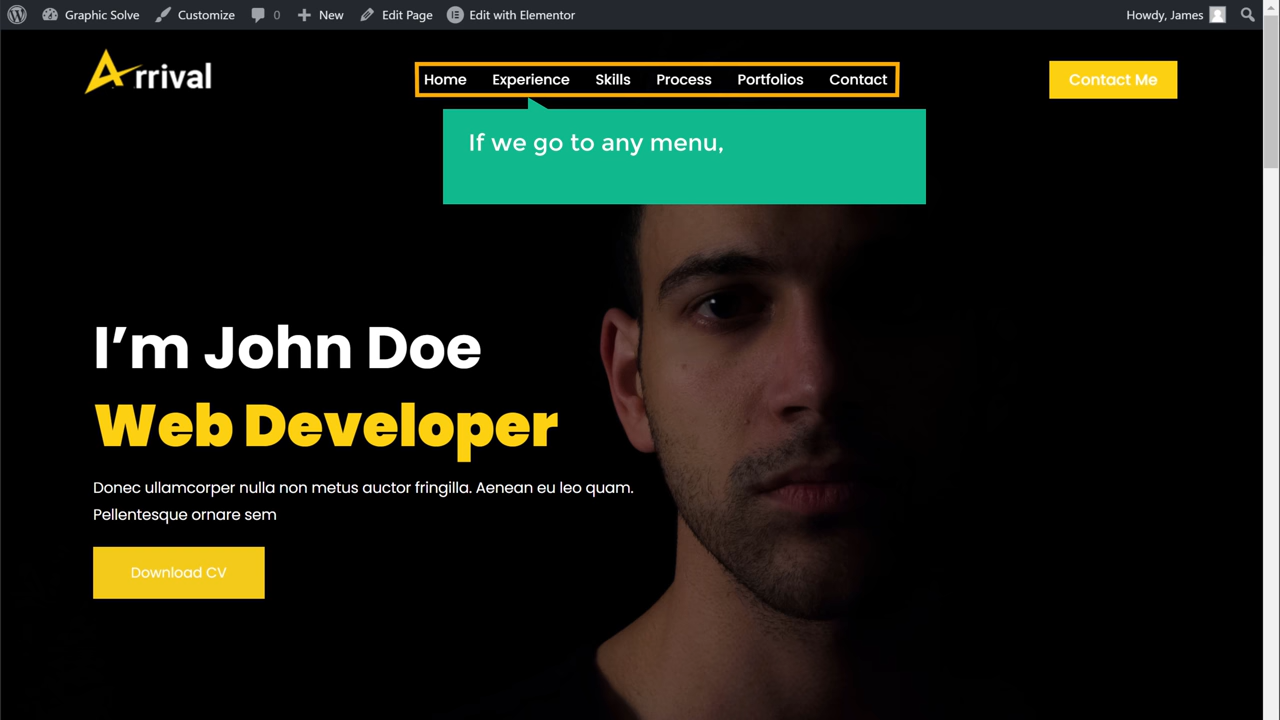 Graphic Solve Customize 0 New Edit Page Edit with Elementor Howdy, James
Arrival
Home Experience Skills Process Portfolios Contact
Contact Me
If we go to any menu,
I’m John Doe
Web Developer
Donec ullamcorper nulla non metus auctor fringilla. Aenean eu leo quam.
Pellentesque ornare sem
Download CV